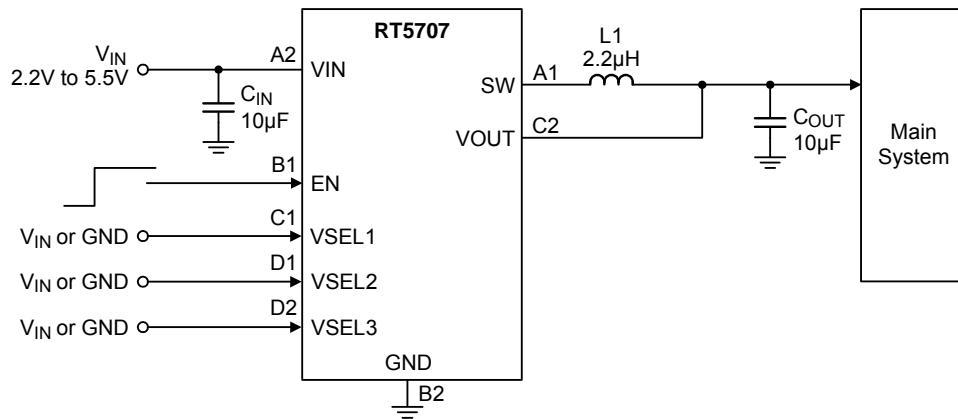 RT5707
VIN
2.2V to 5.5V
A2
VIN
CIN
10µF
B1
EN
C1
VIN or GND
VSEL1
D1
VIN or GND
VSEL2
D2
VIN or GND
VSEL3
GND
B2
SW
A1
L1
2.2µH
VOUT
C2
COUT
10µF
Main
System